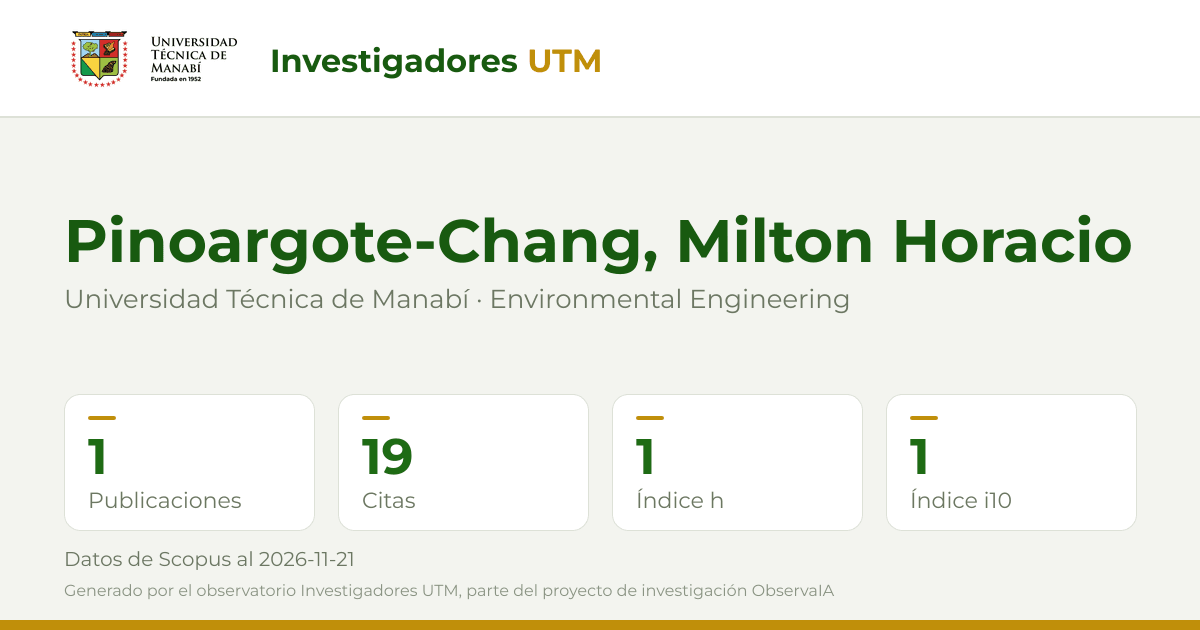 UNIVERSIDAD
TÉCNICA DE
MANABÍ
Fundada en 1952
Investigadores UTM
Pinoargote-Chang, Milton Horacio
Universidad Técnica de Manabí · Environmental Engineering
1
Publicaciones
19
Citas
1
Índice h
1
Índice i10
Datos de Scopus al 2026-11-21
Generado por el observatorio Investigadores UTM, parte del proyecto de investigación ObservaIA